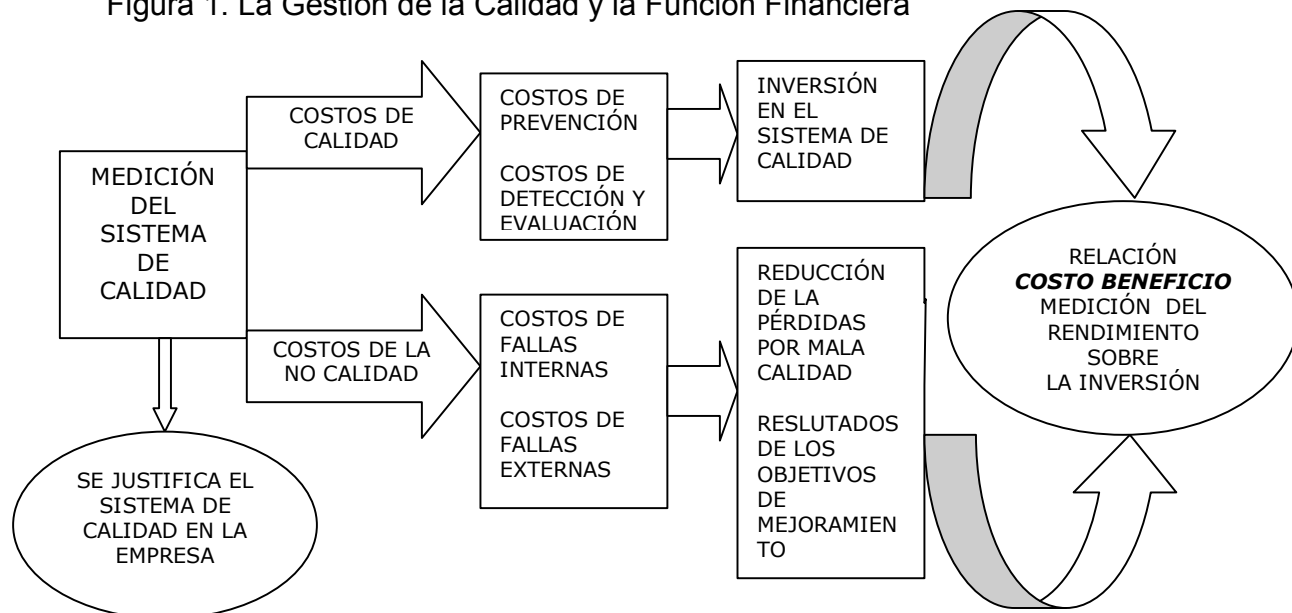 Figura 1. La Gestión de la Calidad y la Función Financiera
MEDICIÓN
DEL
SISTEMA
DE
CALIDAD
SE JUSTIFICA EL
SISTEMA DE
CALIDAD EN LA
EMPRESA
COSTOS DE
CALIDAD
COSTOS DE
PREVENCIÓN
COSTOS DE
DETECCIÓN Y
EVALUACIÓN
INVERSIÓN
EN EL
SISTEMA DE
CALIDAD
COSTOS DE LA
NO CALIDAD
COSTOS DE
FALLAS
INTERNAS
COSTOS DE
FALLAS
EXTERNAS
REDUCCIÓN
DE LA
PÉRDIDAS
POR MALA
CALIDAD
RESLUTADOS
DE LOS
OBJETIVOS
DE
MEJORAMIEN
TO
RELACIÓN
COSTO BENEFICIO
MEDICIÓN DEL
RENDIMIENTO
SOBRE
LA INVERSIÓN